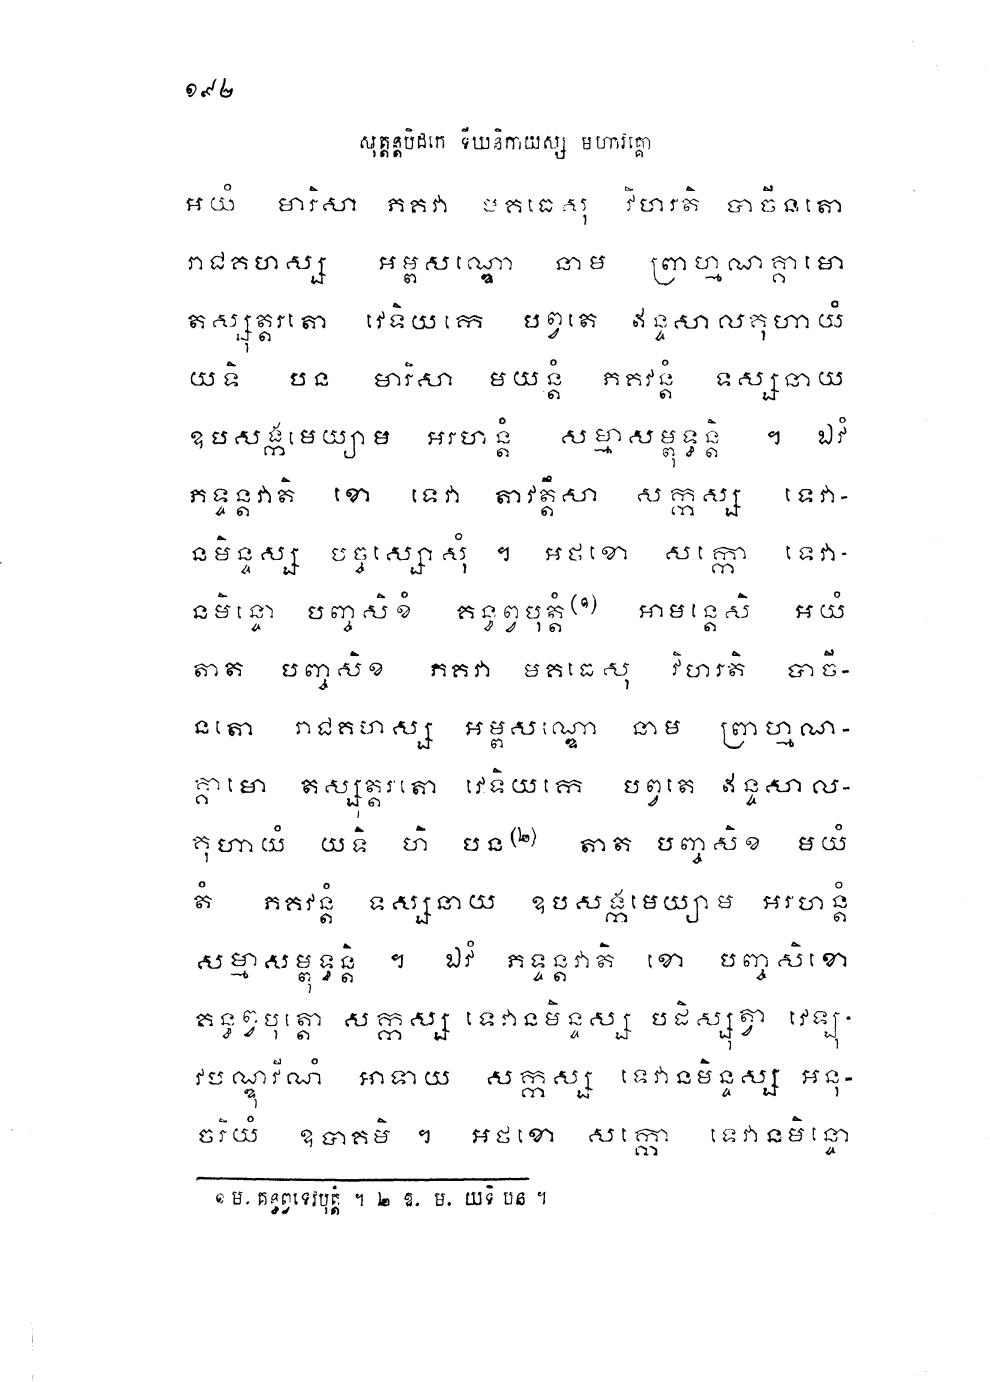 ១៩២
សុត្តន្តបិដកេ ទីឃនិកាយស្ស មហាវគ្គោ
អយំ មារិសា ភគវា មគធេសុ វិហរតិ បាចីនតោ
រាជគហស្ស អម្ពសណ្ឌោ នាម ព្រាហ្មណគ្គាមោ
តស្សុត្តរតោ វេទិយកេ បព្វតេ ឥន្ទសាលគុហាយំ
យទិ បន មារិសា មយន្តំ ភគវន្តំ ទស្សនាយ
ឧបសង្កមេយ្យាម អរហន្តំ សម្មាសម្ពុទ្ធន្តិ ។ ឯវំ
ភទ្ទន្តវាតិ ខោ ទេវា តាវត្តឹសា សក្កស្ស ទេវា-
នមិន្ទស្ស បច្ចស្សោសុំ ។ អថខោ សក្កោ ទេវា-
នមិន្ទោ បញ្ចសិខំ គន្ធព្វបុត្តំ(១) អាមន្តេសិ អយំ
តាត បញ្ចសិខ ភគវា មគធេសុ វិហរតិ បាចី-
នតោ រាជគហស្ស អម្ពសណ្ឌោ នាម ព្រាហ្មណ-
គ្គាមោ តស្សុត្តរតោ វេទិយកេ បព្វតេ ឥន្ទសាល-
គុហាយំ យទិ ហិ បន(២) តាត បញ្ចសិខ មយំ
តំ ភគវន្តំ ទស្សនាយ ឧបសង្កមេយ្យាម អរហន្តំ
សម្មាសម្ពុទ្ធន្តិ ។ ឯវំ ភទ្ទន្តវាតិ ខោ បញ្ចសិខោ
គន្ធព្វបុត្តោ សក្កស្ស ទេវានមិន្ទស្ស បដិស្សុត្វា វេឡុ-
វបណ្ឌុវីណំ អាទាយ សក្កស្ស ទេវានមិន្ទស្ស អនុ-
ចរិយំ ឧបាគមិ ។ អថខោ សក្កោ ទេវានមិន្ទោ
១ ម. គន្ធព្វទេវបុត្តំ ។ ២ ឱ. ម. យទិ បន ។